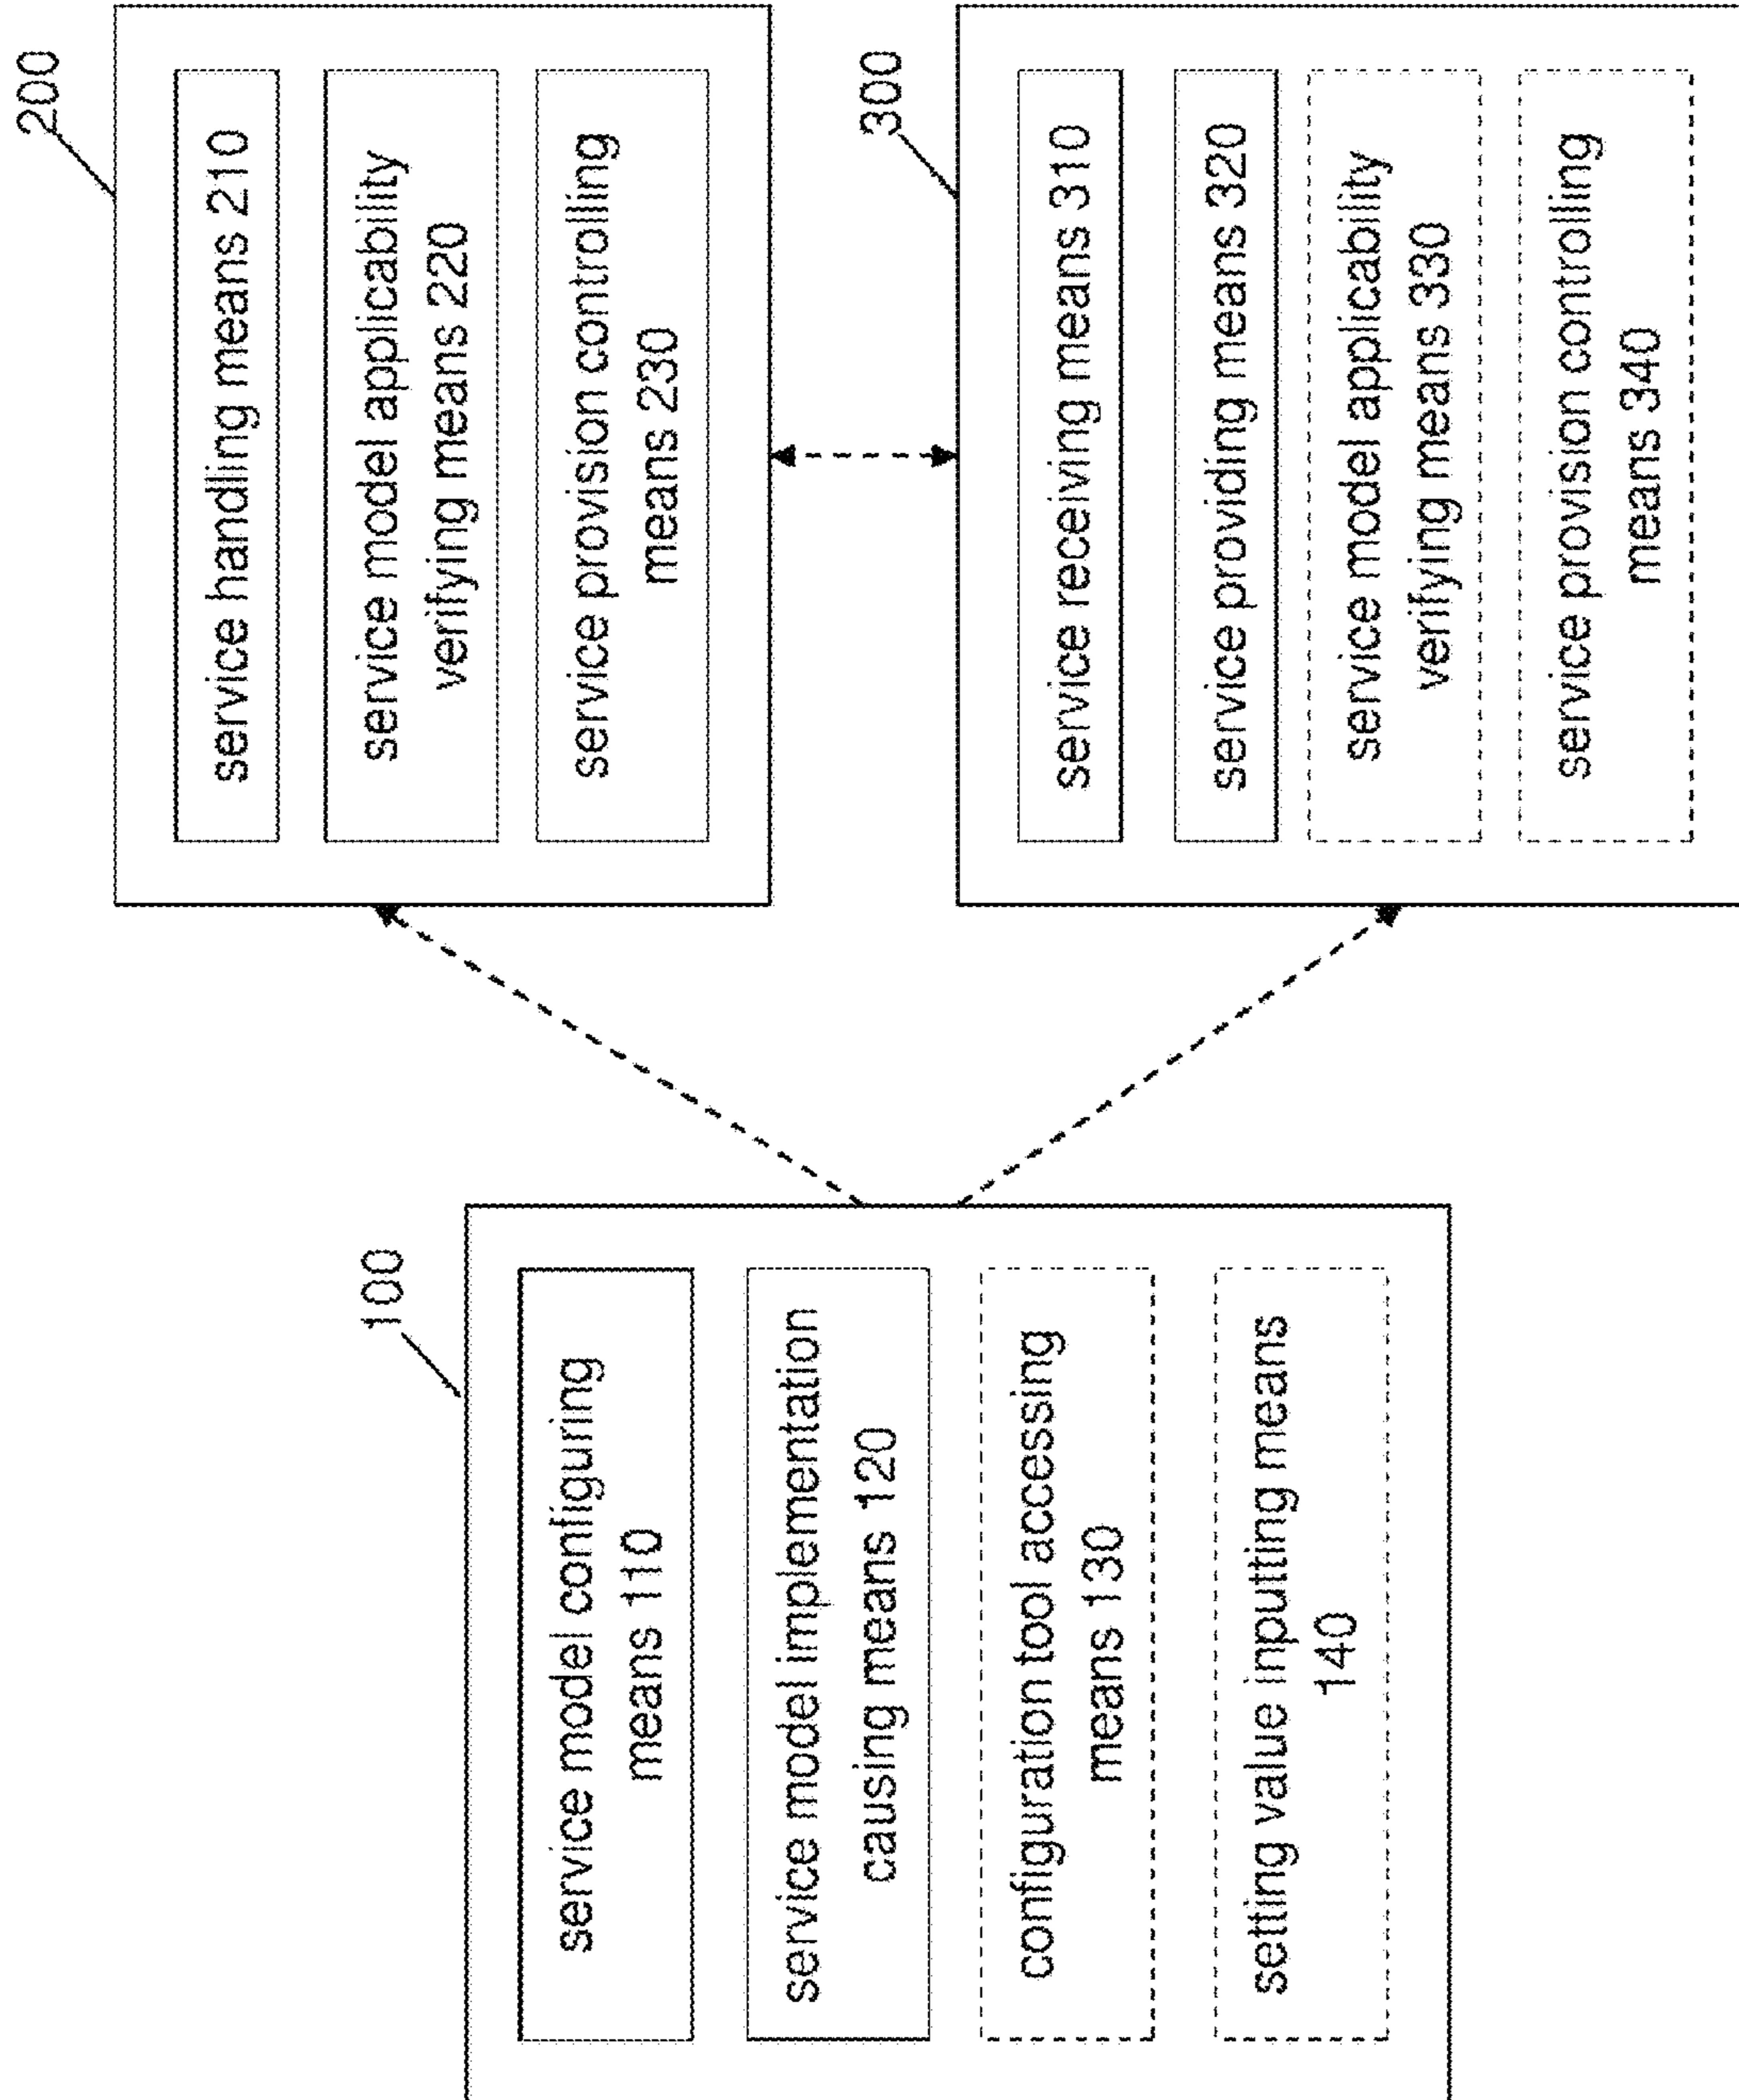 100
service model configuring
means 110
service model implementation
causing means 120
configuration tool accessing
means 130
setting value inputing means
140
200
service handling means 210
service model applicability
verifying means 220
service provision controlling
means 230
300
service receiving means 310
service providing means 320
service model applicability
verifying means 330
service provision controlling
means 340